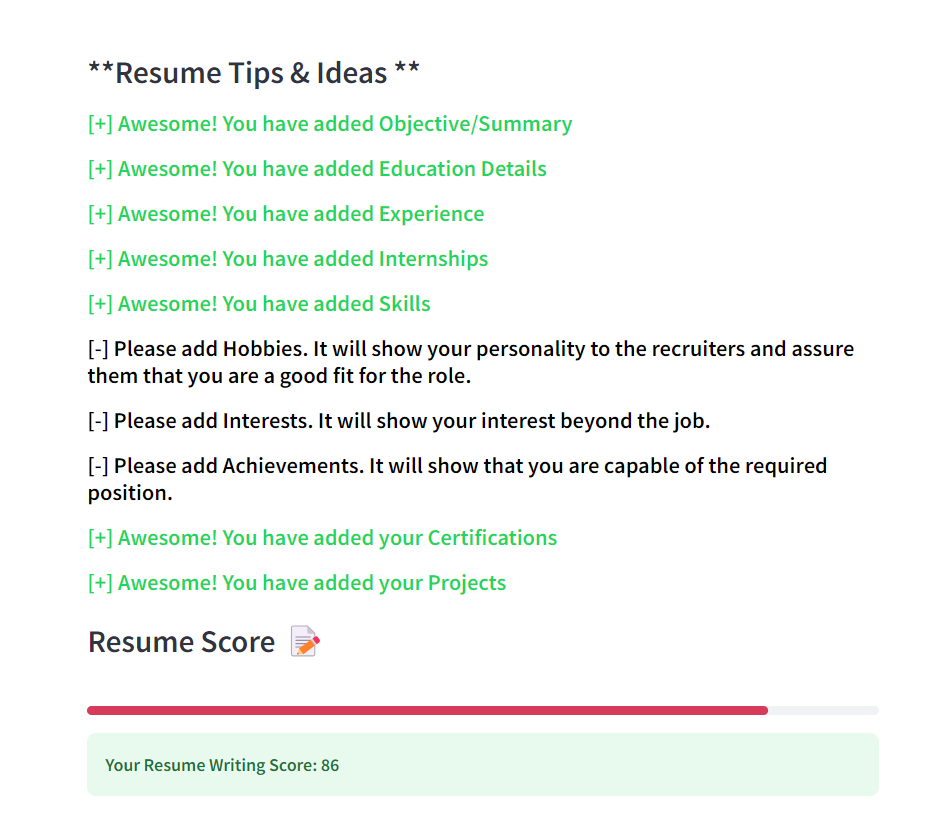 **Resume Tips & Ideas **
[+] Awesome! You have added Objective/Summary
[+] Awesome! You have added Education Details
[+] Awesome! You have added Experience
[+] Awesome! You have added Internships
[+] Awesome! You have added Skills
[-] Please add Hobbies. It will show your personality to the recruiters and assure
them that you are a good fit for the role.
[-] Please add Interests. It will show your interest beyond the job.
[-] Please add Achievements. It will show that you are capable of the required
position.
[+] Awesome! You have added your Certifications
[+] Awesome! You have added your Projects
Resume Score 📝
Your Resume Writing Score: 86